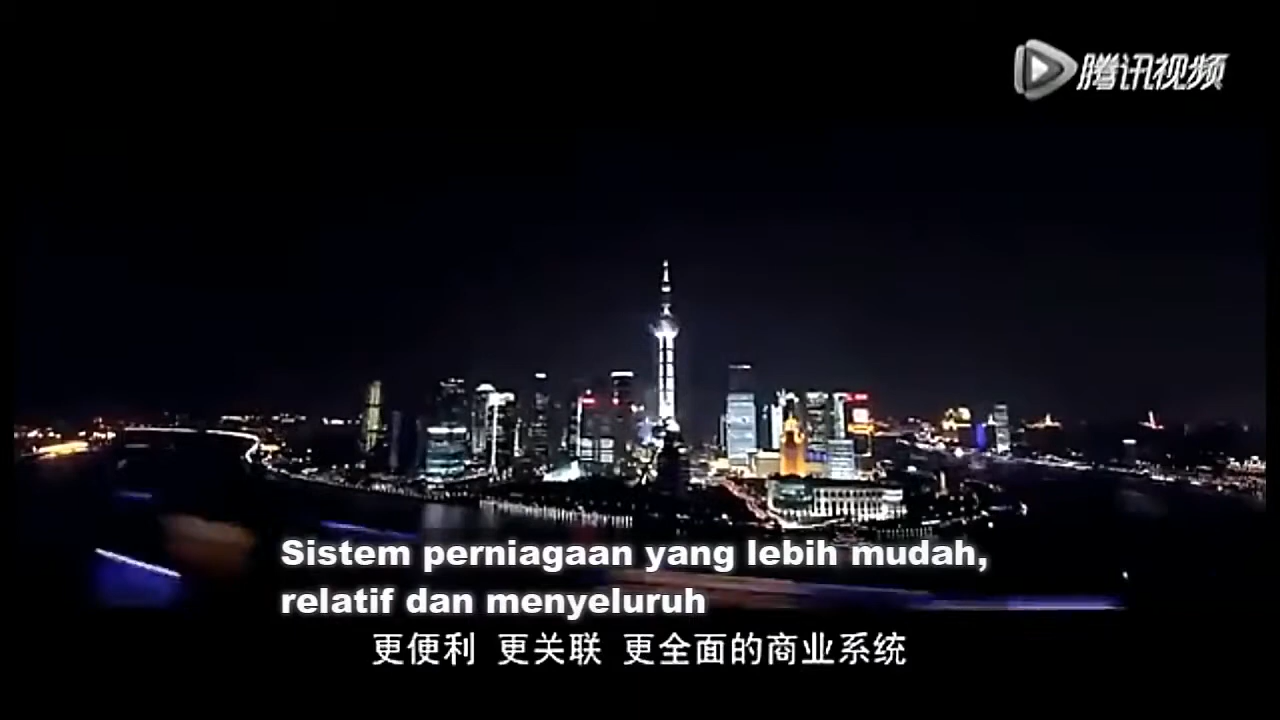 腾讯视频
Sistem perniagaan yang lebih mudah,
relatif dan menyeluruh
更便利 更关联 更全面的商业系统